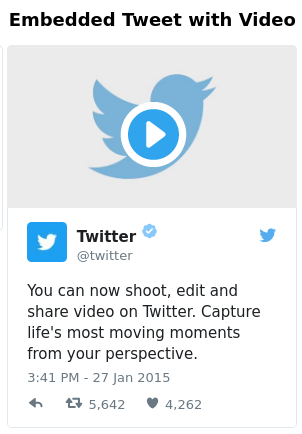 Embedded Tweet with Video
Twitter
@twitter
You can now shoot, edit and
share video on Twitter. Capture
life's most moving moments
from your perspective.
3:41 PM - 27 Jan 2015
5,642 4,262